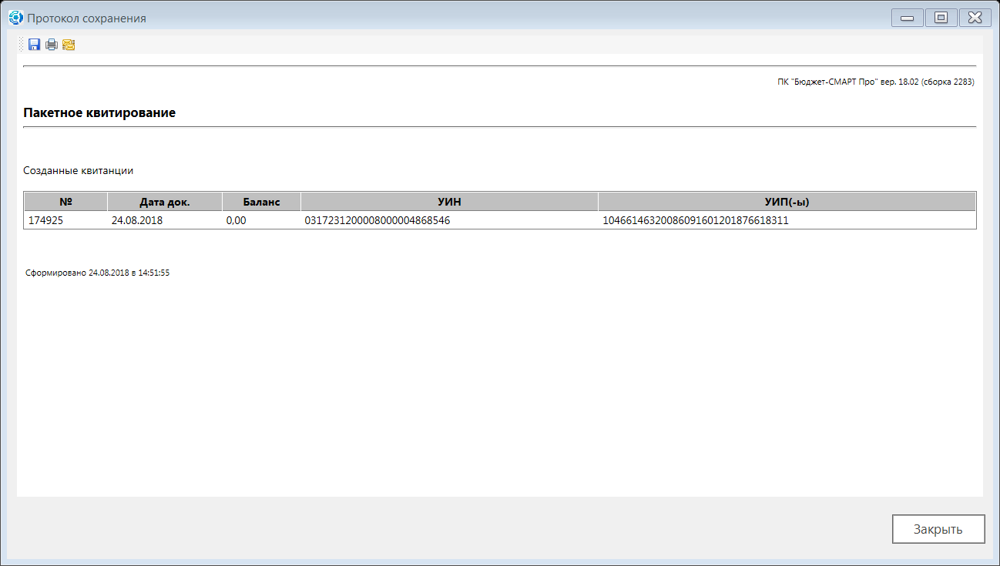 Протокол сохранения
ПК "Бюджет-СМАРТ Про" вер. 18.02 (сборка 2283)
Пакетное квитирование
Созданные квитанции
№ Дата док. Баланс УИН УИП(-ы)
174925 24.08.2018 0,00 0317231200008000004868546 10466146320086091601201876618311
Сформировано 24.08.2018 в 14:51:55
Закрыть